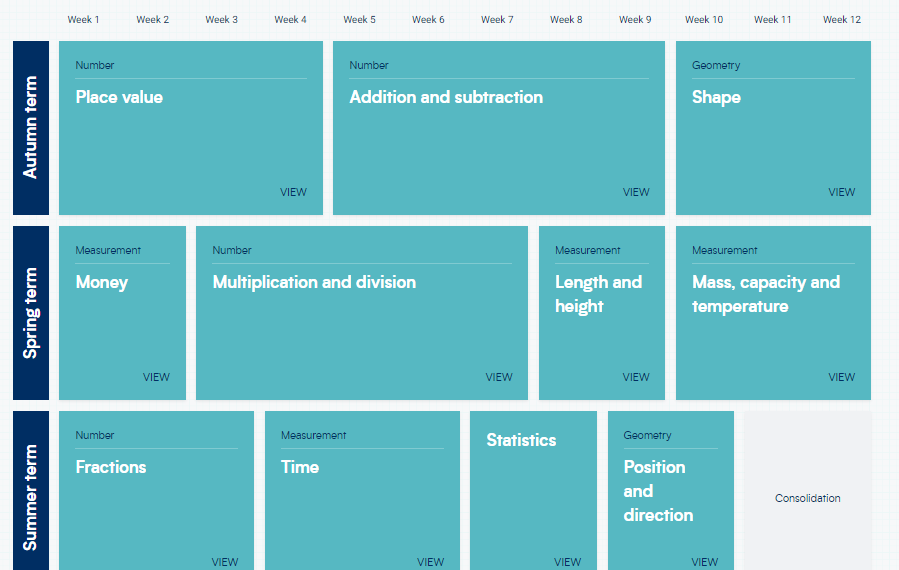 Week 1 Week 2 Week 3 Week 4 Week 5 Week 6 Week 7 Week 8 Week 9 Week 10 Week 11 Week 12
Autumn term
Number
Place value
VIEW
Number
Addition and subtraction
VIEW
Geometry
Shape
VIEW
Spring term
Measurement
Money
VIEW
Number
Multiplication and division
VIEW
Measurement
Length and
height
VIEW
Measurement
Mass, capacity and
temperature
VIEW
Summer term
Number
Fractions
VIEW
Measurement
Time
VIEW
Statistics
VIEW
Geometry
Position
and
direction
VIEW
Consolidation